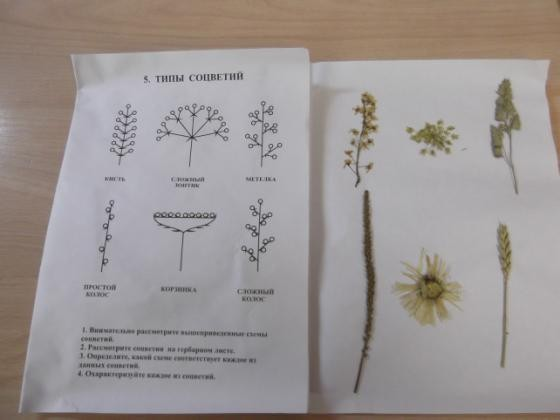 5. ТИПЫ СОЦВЕТИЙ
КИСТЬ
СЛОЖНЫЙ
ЗОНТИК
МЕТЕЛКА
ПРОСТОЙ
КОЛОС
КОРЗИНКА
СЛОЖНЫЙ
КОЛОС
1. Внимательно рассмотрите вышеприведенные схемы
соцветий.
2. Рассмотрите соцветия на гербарном листе.
3. Определите, какой схеме соответствует каждое из
данных соцветий.
4. Охарактеризуйте каждое из соцветий.